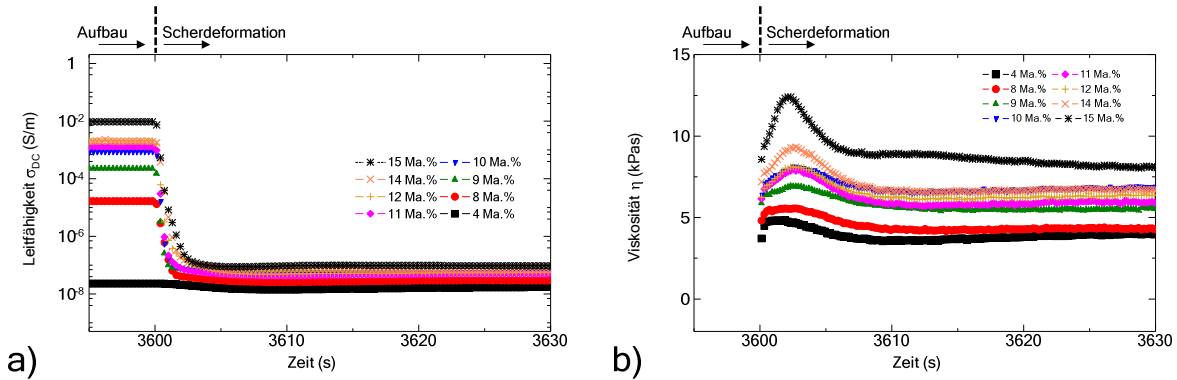 Aufbau
Scherdeformation
1
10-2
10-4
10-6
10-8
Leitfähigkeit σDC (S/m)
15 Ma.%
10 Ma.%
14 Ma.%
9 Ma.%
12 Ma.%
8 Ma.%
11 Ma.%
4 Ma.%
3600
3610
3620
3630
Zeit (s)
a)
Aufbau
Scherdeformation
15
10
5
0
Viskosität η (kPas)
4 Ma.%
11 Ma.%
8 Ma.%
12 Ma.%
9 Ma.%
14 Ma.%
10 Ma.%
15 Ma.%
3600
3610
3620
3630
Zeit (s)
b)